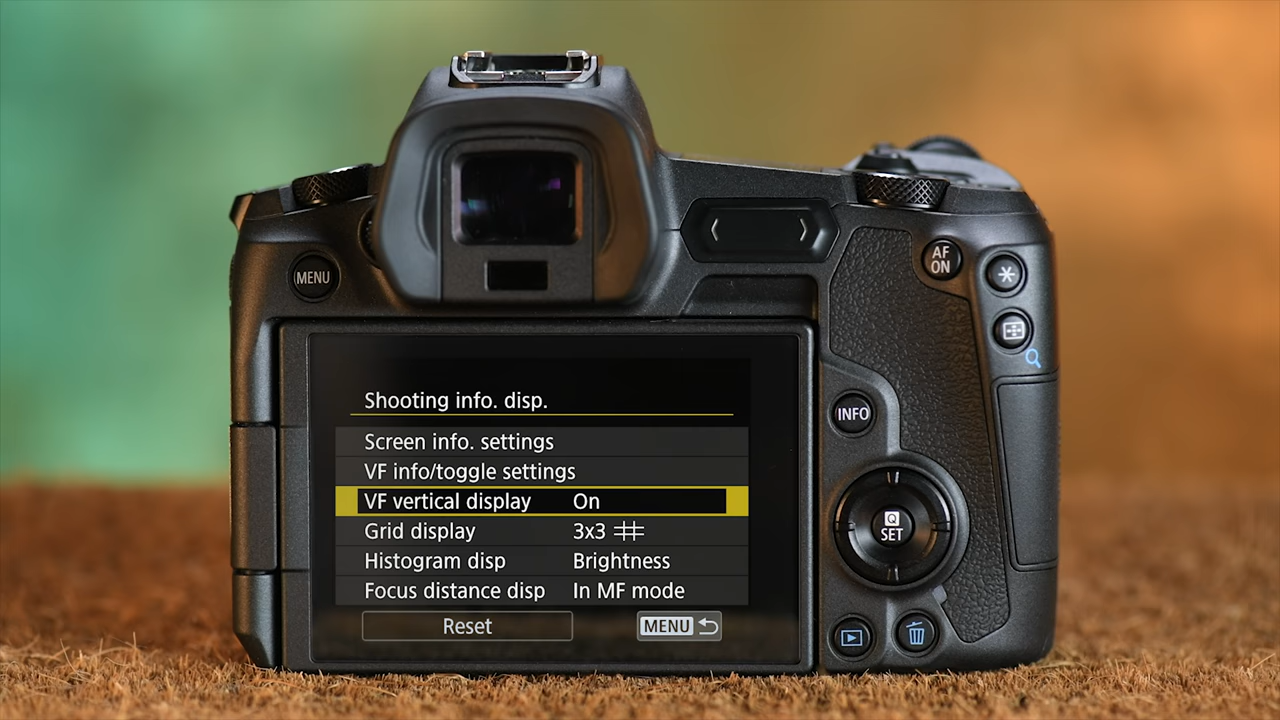 MENU
AF
ON
Shooting info. disp.
Screen info. settings
VF info/toggle settings
VF vertical display On
Grid display 3x3
Histogram disp Brightness
Focus distance disp In MF mode
Reset MENU
INFO
Q
SET